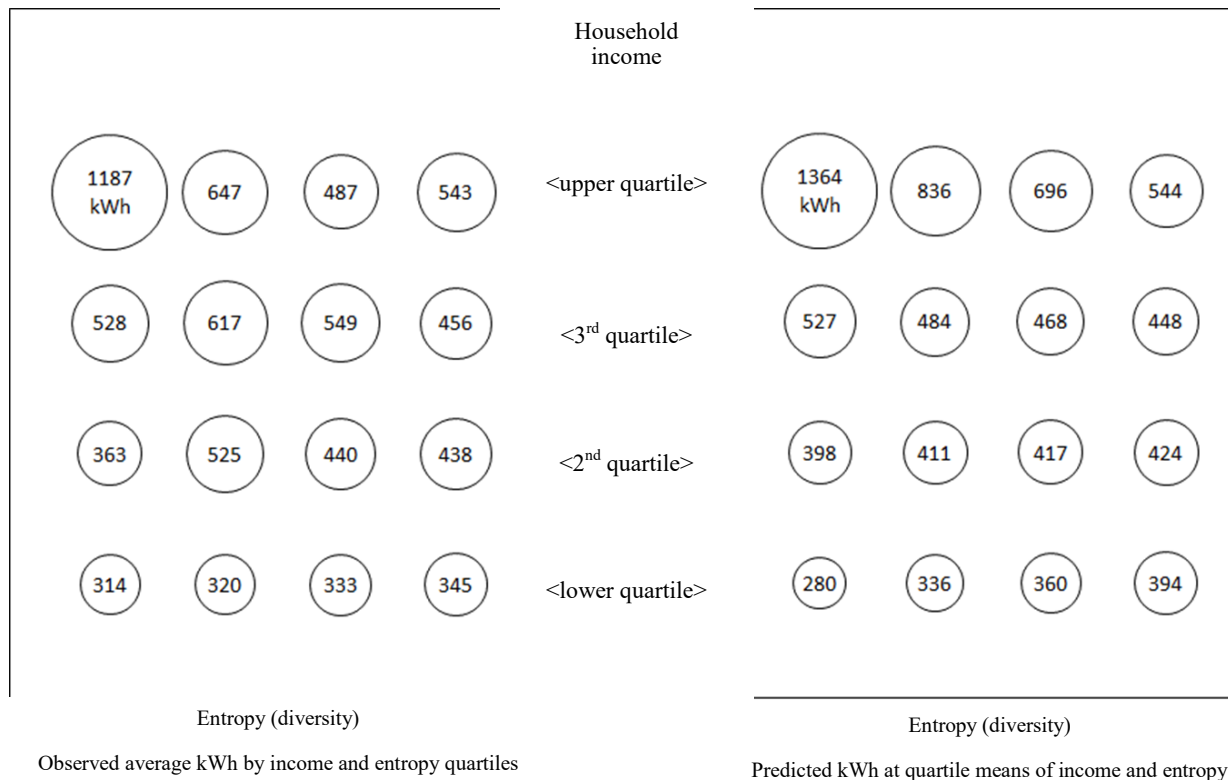 Household
income
1187
kWh
647
487
543
<upper quartile>
1364
kWh
836
696
544
528
617
549
456
<3rd quartile>
527
484
468
448
363
525
440
438
<2nd quartile>
398
411
417
424
314
320
333
345
<lower quartile>
280
336
360
394
Entropy (diversity)
Entropy (diversity)
Observed average kWh by income and entropy quartiles
Predicted kWh at quartile means of income and entropy